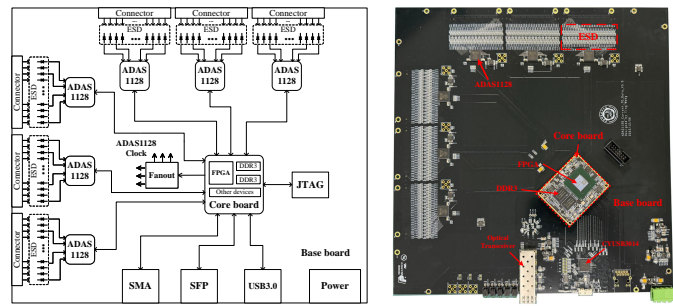 Connector
Connector
Connector
ESD
ESD
ESD
ADAS
1128
ADAS
1128
ADAS
1128
Connector
ESD
ADAS
1128
Connector
ESD
ADAS
1128
Connector
ESD
ADAS
1128
ADAS1128
Clock
Fanout
FPGA
DDR3
DDR3
Other devices
Core board
JTAG
Base board
SMA
SFP
USB3.0
Power
ESD
ADAS1128
Core board
FPGA
DDR3
Base board
Optical
Transceiver